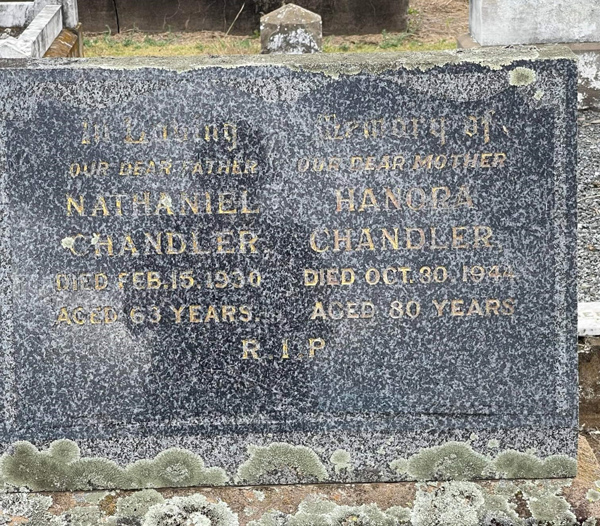 In Loving Memory of
OUR DEAR FATHER
NATHANIEL
CHANDLER
DIED FEB. 15. 1930
AGED 63 YEARS.
OUR DEAR MOTHER
HANORA
CHANDLER
DIED OCT. 30. 1944
AGED 80 YEARS
R.I.P